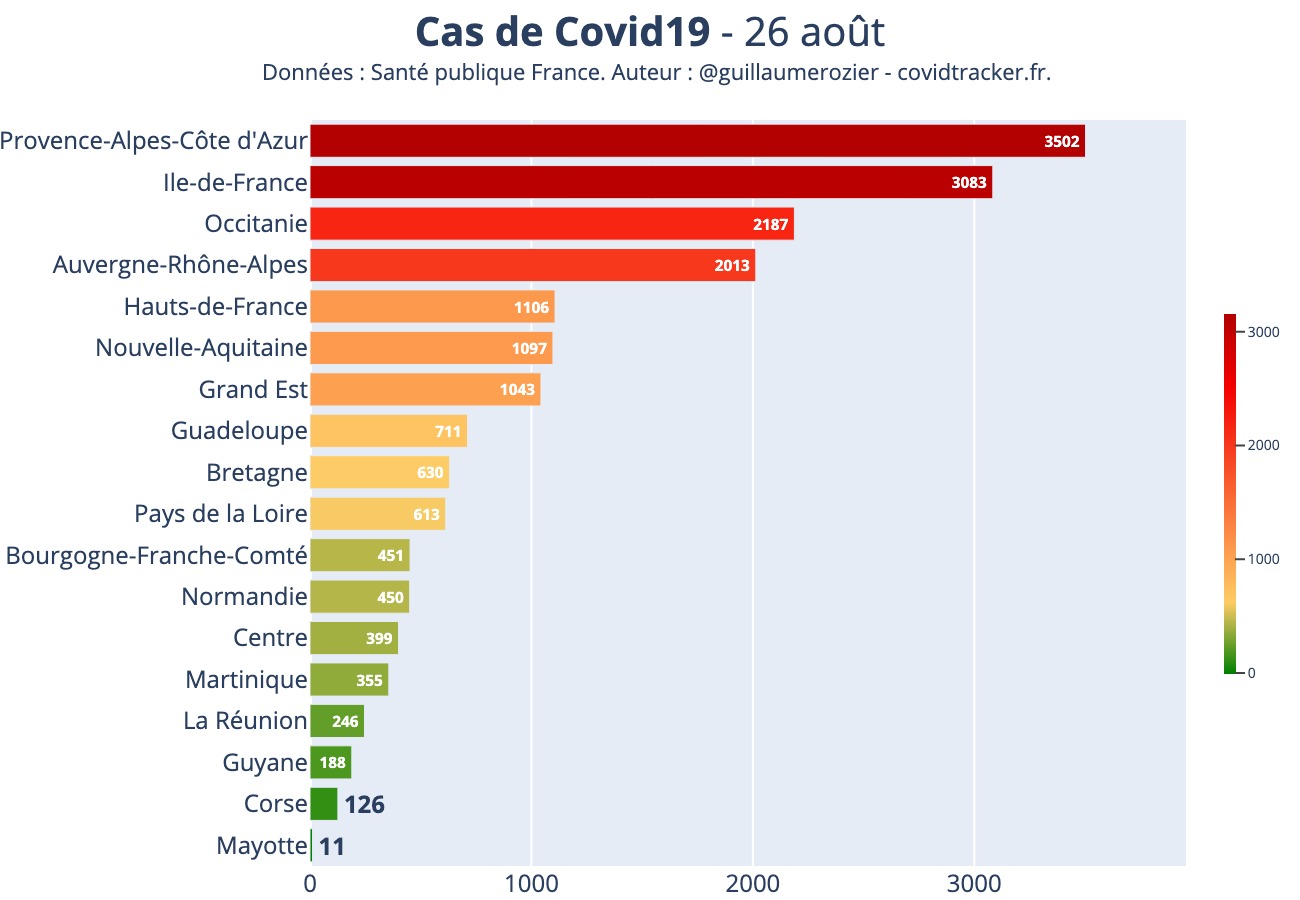 Cas de Covid19 - 26 août
Données : Santé publique France. Auteur : @guillaumerozier - covidtracker.fr.
Provence-Alpes-Côte d'Azur 3502
Ile-de-France 3083
Occitanie 2187
Auvergne-Rhône-Alpes 2013
Hauts-de-France 1106
Nouvelle-Aquitaine 1097
Grand Est 1043
Guadeloupe 711
Bretagne 630
Pays de la Loire 613
Bourgogne-Franche-Comté 451
Normandie 450
Centre 399
Martinique 355
La Réunion 246
Guyane 188
Corse 126
Mayotte 11
0 1000 2000 3000
3000
2000
1000
0